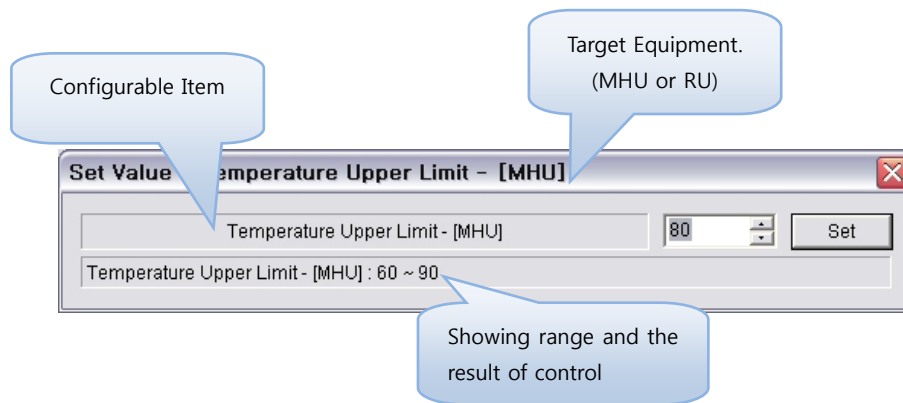 Target Equipment.
(MHU or RU)
Configurable Item
Set Value Temperature Upper Limit - [MHU]
Temperature Upper Limit - [MHU]
80
Set
Temperature Upper Limit - [MHU] : 60 ~ 90
Showing range and the
result of control